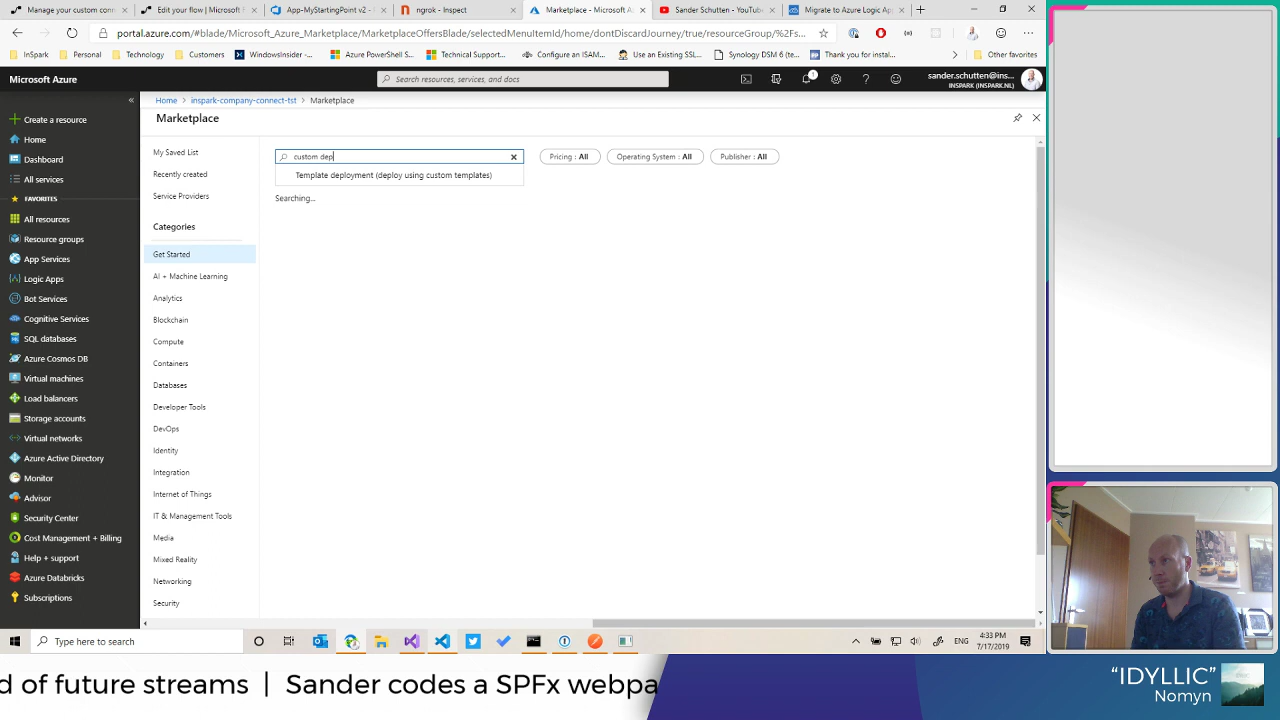 Manage your custom conn
Edit your flow | Microsoft
App-MyStartingPoint v2 -
ngrok - Inspect
Marketplace - Microsoft A
Sander Schutten - YouTube
Migrate to Azure Logic Ap
portal.azure.com/#blade/Microsoft_Azure_Marketplace/MarketplaceOffersBlade/selectedMenuItemId/home/dontDiscardJourney/true/resourceGroup/%2Fs...
InSpark
Personal
Technology
Customers
WindowsInsider - ...
Azure PowerShell S...
Configure an ISAM...
Use an Existing SSL...
Synology DSM 6.2...
Thank you for instal...
Other favorites
Microsoft Azure
Search resources, services, and docs
1
sander.schutten@ins...
INSPARK (INSPARK.NL)
Home > inspark-company-connect-tst > Marketplace
Marketplace
Create a resource
Home
Dashboard
All services
FAVORITES
All resources
Resource groups
App Services
Logic Apps
Bot Services
Cognitive Services
SQL databases
Azure Cosmos DB
Virtual machines
Load balancers
Storage accounts
Virtual networks
Azure Active Directory
Monitor
Advisor
Security Center
Cost Management + Billing
Help + support
Azure Databricks
Subscriptions
My Saved List
Recently created
Service Providers
Categories
Get Started
AI + Machine Learning
Analytics
Blockchain
Compute
Containers
Databases
Developer Tools
DevOps
Identity
Integration
Internet of Things
IT & Management Tools
Media
Mixed Reality
Networking
Security
custom dep
Pricing : All
Operating System : All
Publisher : All
Template deployment (deploy using custom templates)
Searching...
Type here to search
ENG
4:33 PM
7/17/2019
d of future streams | Sander codes a SPFx webpa
"IDYLLIC"
Nomyn